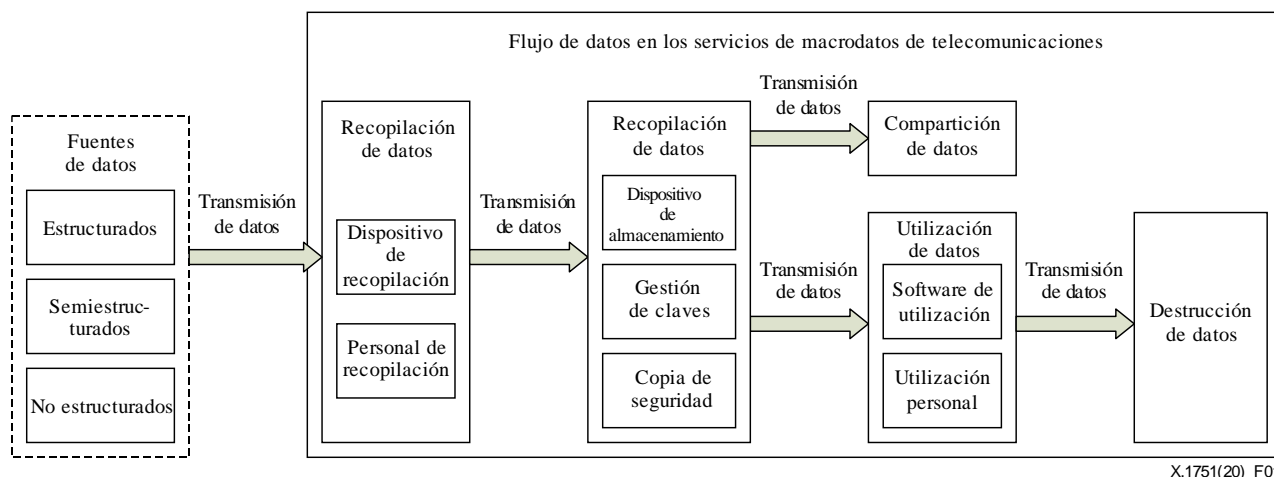 Flujo de datos en los servicios de macrodatos de telecomunicaciones
Fuentes
de datos
Estructurados
Semiestruc-
turados
No estructurados
Transmisión
de datos
Recopilación
de datos
Dispositivo
de
recopilación
Personal de
recopilación
Transmisión
de datos
Recopilación
de datos
Dispositivo
de
almacenamiento
Gestión
de claves
Copia de
seguridad
Transmisión
de datos
Compartición
de datos
Transmisión
de datos
Utilización
de datos
Software de
utilización
Utilización
personal
Transmisión
de datos
Destrucción
de datos
X.1751(20)_F0